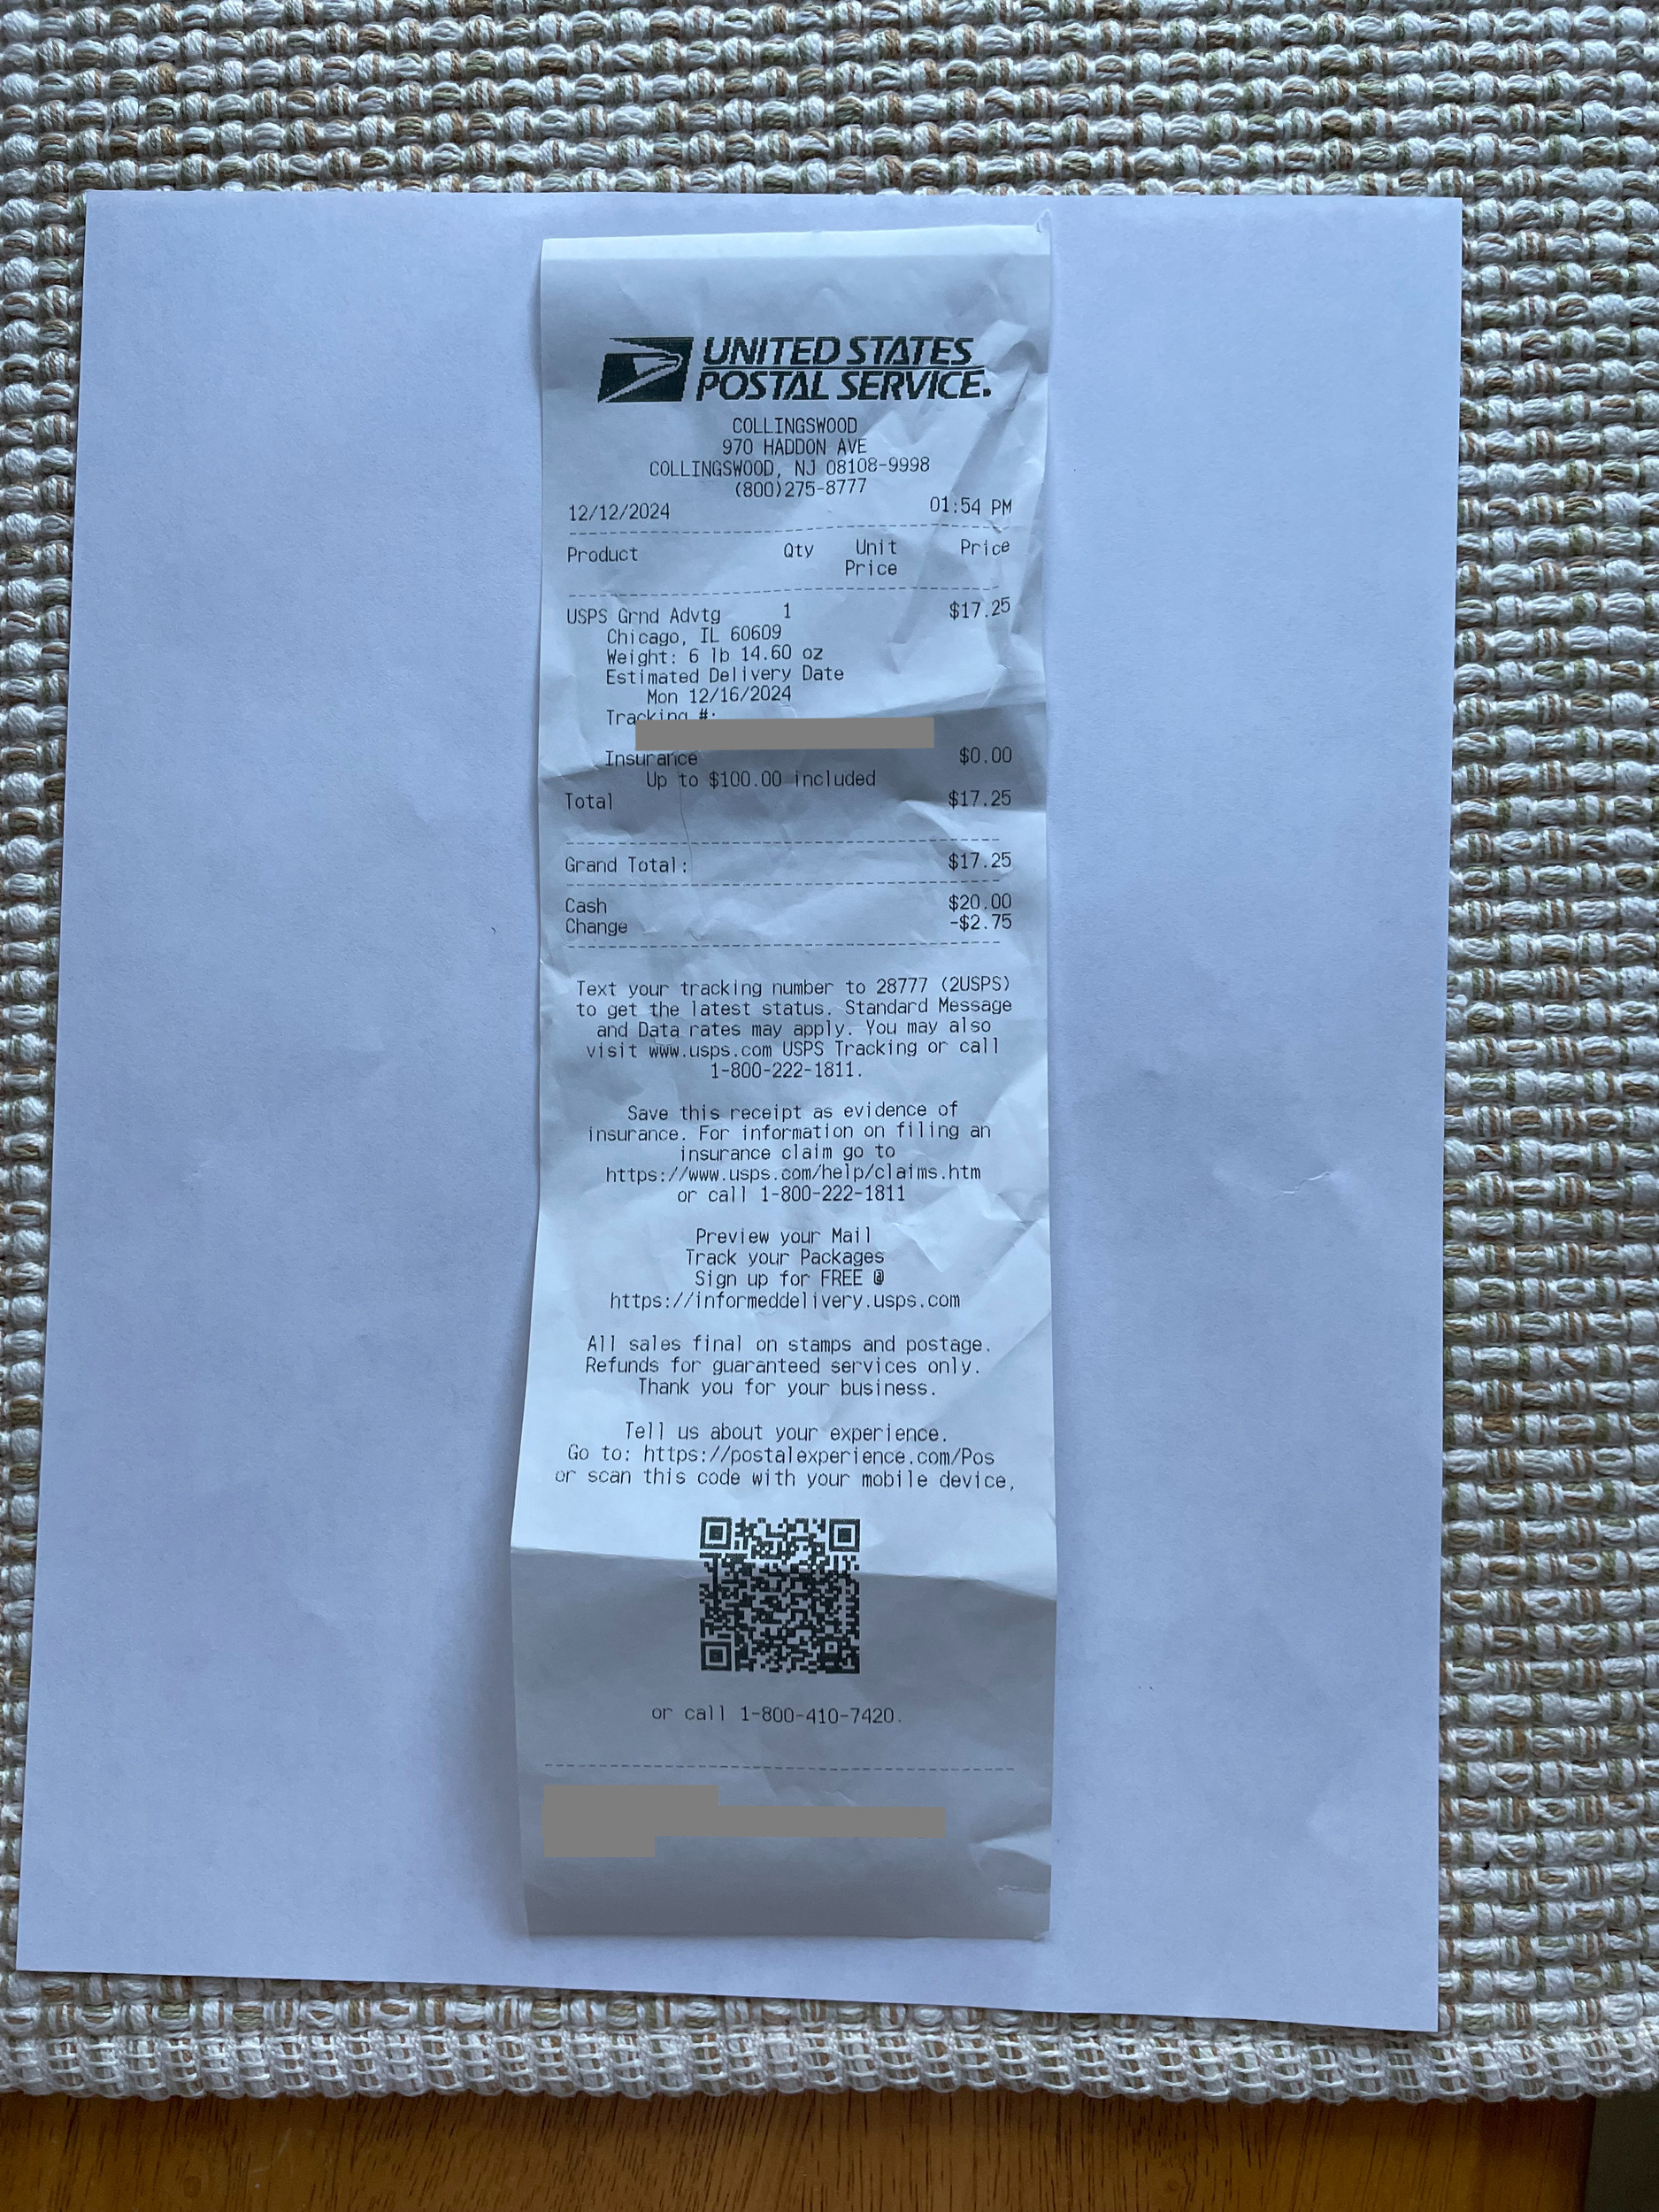 UNITED STATES
POSTAL SERVICE.
COLLINGSWOOD
970 HADDON AVE
COLLINGSWOOD, NJ 08108-9998
(800)275-8777
12/12/2024 01:54 PM
Product Qty Unit Price
Price
USPS Grnd Advtg 1 $17.25
Chicago, IL 60609
Weight: 6 lb 14.60 oz
Estimated Delivery Date
Mon 12/16/2024
Tracking #:
Insurance $0.00
Up to $100.00 included
Total $17.25
Grand Total: $17.25
Cash $20.00
Change -$2.75
Text your tracking number to 28777 (2USPS)
to get the latest status. Standard Message
and Data rates may apply. You may also
visit www.usps.com USPS Tracking or call
1-800-222-1811.
Save this receipt as evidence of
insurance. For information on filing an
insurance claim go to
https://www.usps.com/help/claims.htm
or call 1-800-222-1811
Preview your Mail
Track your Packages
Sign up for FREE @
https://informeddelivery.usps.com
All sales final on stamps and postage.
Refunds for guaranteed services only.
Thank you for your business.
Tell us about your experience.
Go to: https://postalexperience.com/Pos
or scan this code with your mobile device,
or call 1-800-410-7420.